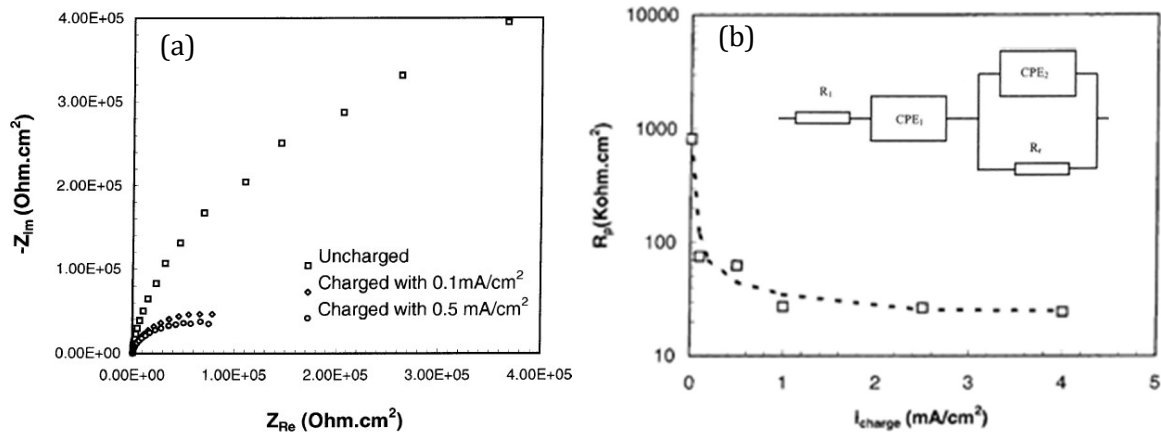 (a)
4.00E+05
3.00E+05
2.00E+05
1.00E+05
0.00E+00
-Z_Im (Ohm.cm²)
Uncharged
Charged with 0.1mA/cm²
Charged with 0.5 mA/cm²
0.00E+00 1.00E+05 2.00E+05 3.00E+05 4.00E+05
Z_Re (Ohm.cm²)
(b)
10000
1000
100
10
R_p(Kohm.cm²)
R₁
CPE₁
CPE₂
R_r
0 1 2 3 4 5
i_charge (mA/cm²)